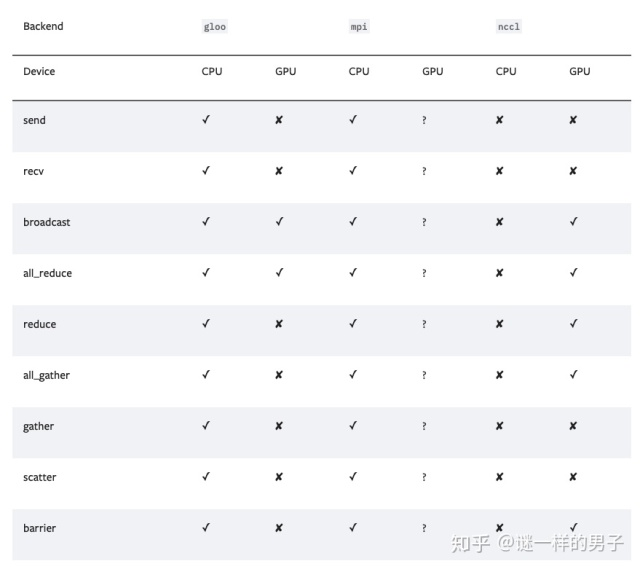 Backend gloo mpi nccl
Device CPU GPU CPU GPU CPU GPU
send ✓ ✘ ✓ ? ✘ ✘
recv ✓ ✘ ✓ ? ✘ ✘
broadcast ✓ ✓ ✓ ? ✘ ✓
all_reduce ✓ ✓ ✓ ? ✘ ✓
reduce ✓ ✘ ✓ ? ✘ ✓
all_gather ✓ ✘ ✓ ? ✘ ✓
gather ✓ ✘ ✓ ? ✘ ✘
scatter ✓ ✘ ✓ ? ✘ ✘
barrier ✓ ✘ ✓ ? ✘ ✓
知乎 @谜一样的男子